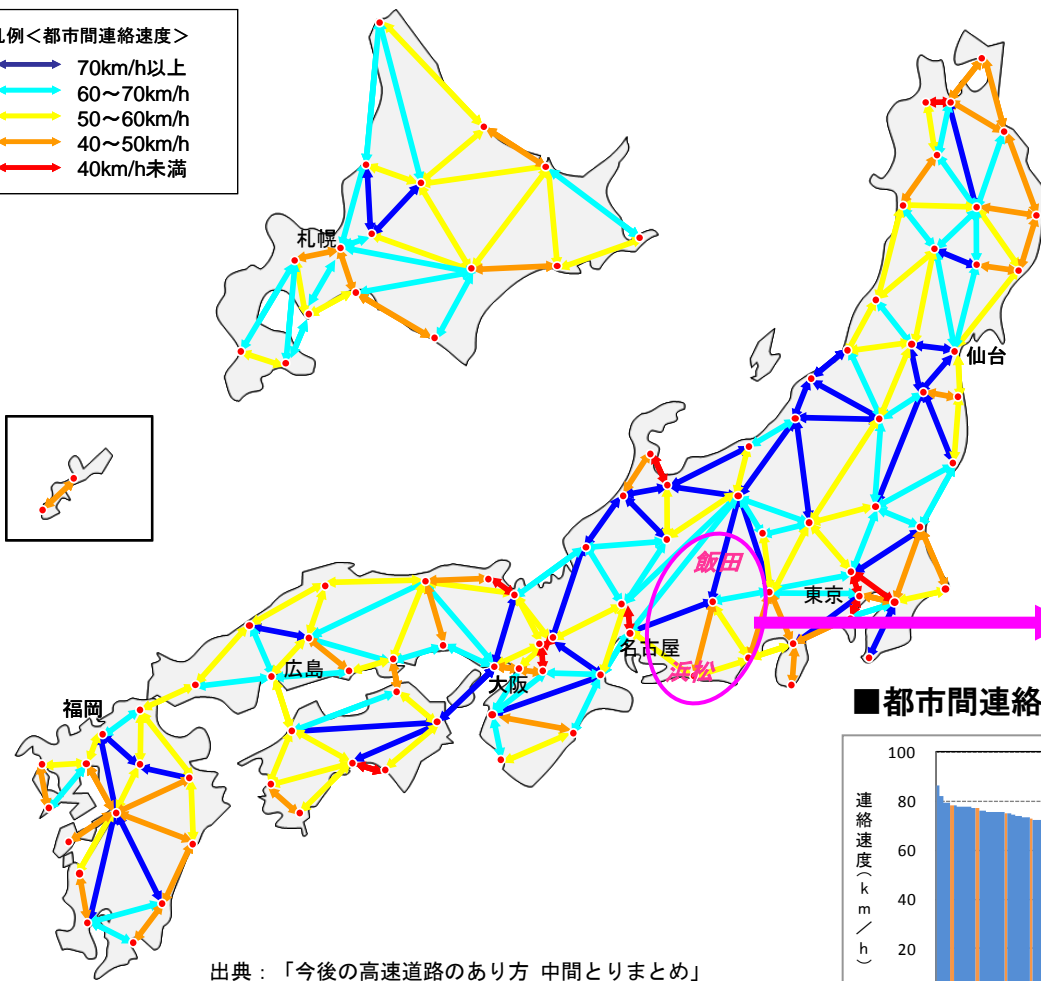 例＜都市間連絡速度＞
70km/h以上
60～70km/h
50～60km/h
40～50km/h
40km/h未満
札幌
仙台
飯田
東京
名古屋
浜松
大阪
広島
福岡
■都市間連絡
100
80
60
40
20
連絡速度（km/h）
出典：「今後の高速道路のあり方 中間とりまとめ」